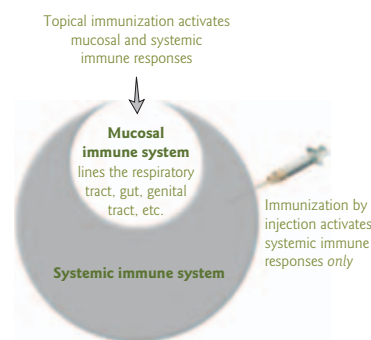 Topical immunization activates
mucosal and systemic
immune responses
Mucosal
immune system
lines the respiratory
tract, gut, genital
tract, etc.
Immunization by
injection activates
systemic immune
responses only
Systemic immune system